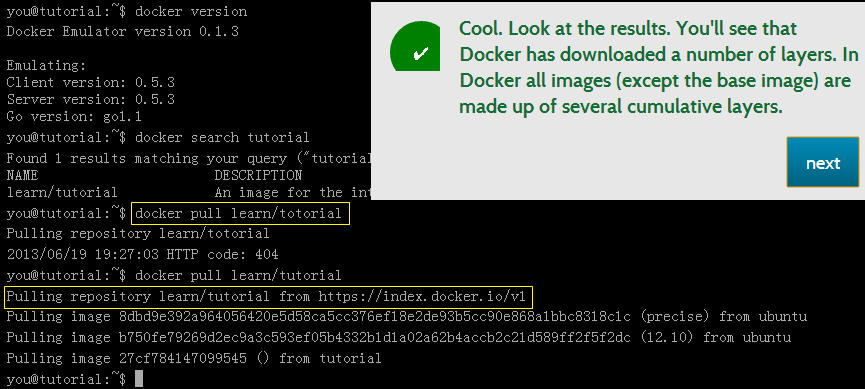 you@tutorial:~$ docker version
Docker Emulator version 0.1.3
Emulating:
Client version: 0.5.3
Server version: 0.5.3
Go version: go1.1
you@tutorial:~$ docker search tutorial
Found 1 results matching your query ("tutorial
NAME DESCRIPTION
learn/tutorial An image for the int
you@tutorial:~$ docker pull learn/totorial
Pulling repository learn/totorial
2013/06/19 19:27:03 HTTP code: 404
you@tutorial:~$ docker pull learn/tutorial
Pulling repository learn/tutorial from https://index.docker.io/v1
Pulling image 8dbd9e392a964056420e5d58ca5cc376ef18e2de93b5cc90e868a1bbc8318c1c (precise) from ubuntu
Pulling image b750fe79269d2ec9a3c593ef05b4332b1d1a02a62b4accb2c21d589ff2f5f2dc (12.10) from ubuntu
Pulling image 27cf784147099545 () from tutorial
you@tutorial:~$
Cool. Look at the results. You'll see that
Docker has downloaded a number of layers. In
Docker all images (except the base image) are
made up of several cumulative layers.
next